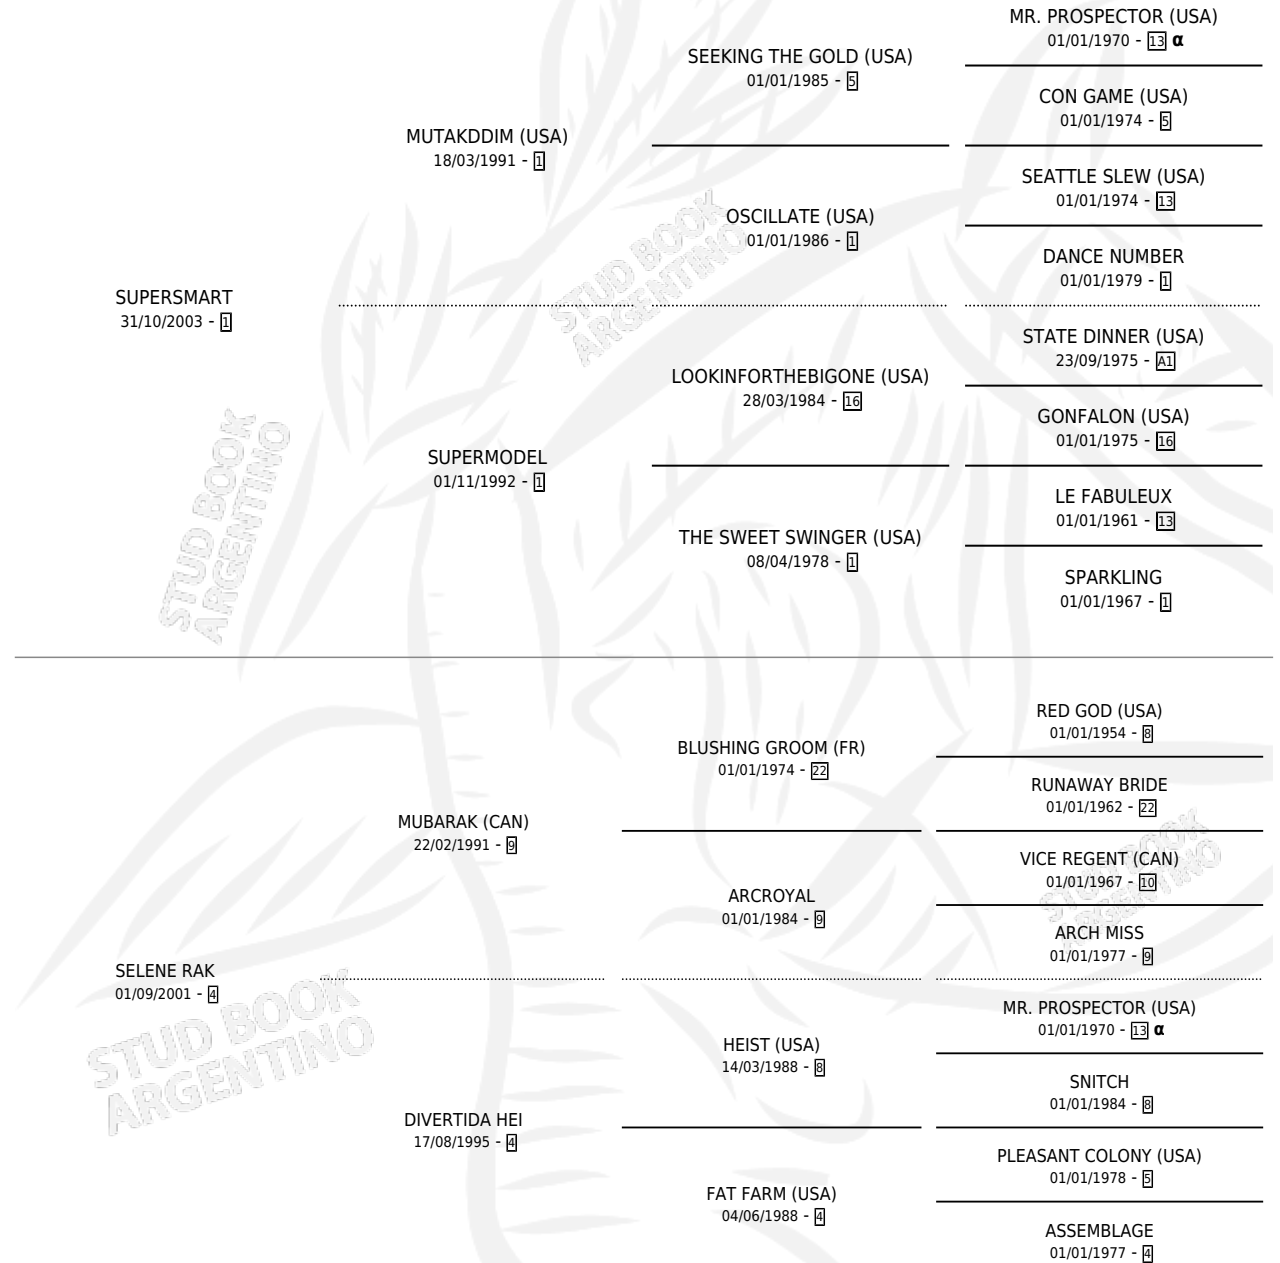 MR. PROSPECTOR (USA)
01/01/1970 - 13 α
SEEKING THE GOLD (USA)
01/01/1985 - 5
CON GAME (USA)
01/01/1974 - 5
MUTAKDDIM (USA)
18/03/1991 - 1
SEATTLE SLEW (USA)
01/01/1974 - 13
OSCILLATE (USA)
01/01/1986 - 1
DANCE NUMBER
01/01/1979 - 1
SUPERSMART
31/10/2003 - 1
STATE DINNER (USA)
23/09/1975 - A1
LOOKINFORTHEBIGONE (USA)
28/03/1984 - 16
GONFALON (USA)
01/01/1975 - 16
SUPERMODEL
01/11/1992 - 1
LE FABULEUX
01/01/1961 - 13
THE SWEET SWINGER (USA)
08/04/1978 - 1
SPARKLING
01/01/1967 - 1
RED GOD (USA)
01/01/1954 - 8
BLUSHING GROOM (FR)
01/01/1974 - 22
RUNAWAY BRIDE
01/01/1962 - 22
MUBARAK (CAN)
22/02/1991 - 9
VICE REGENT (CAN)
01/01/1967 - 10
ARCROYAL
01/01/1984 - 9
ARCH MISS
01/01/1977 - 9
SELENE RAK
01/09/2001 - 4
MR. PROSPECTOR (USA)
01/01/1970 - 13 α
HEIST (USA)
14/03/1988 - 8
SNITCH
01/01/1984 - 8
DIVERTIDA HEI
17/08/1995 - 4
PLEASANT COLONY (USA)
01/01/1978 - 5
FAT FARM (USA)
04/06/1988 - 4
ASSEMBLAGE
01/01/1977 - 4
STUD BOOK
ARGENTINO
STUD BOOK
ARGENTINO
STUD BOOK
ARGENTINO
STUD BOOK
ARGENTINO